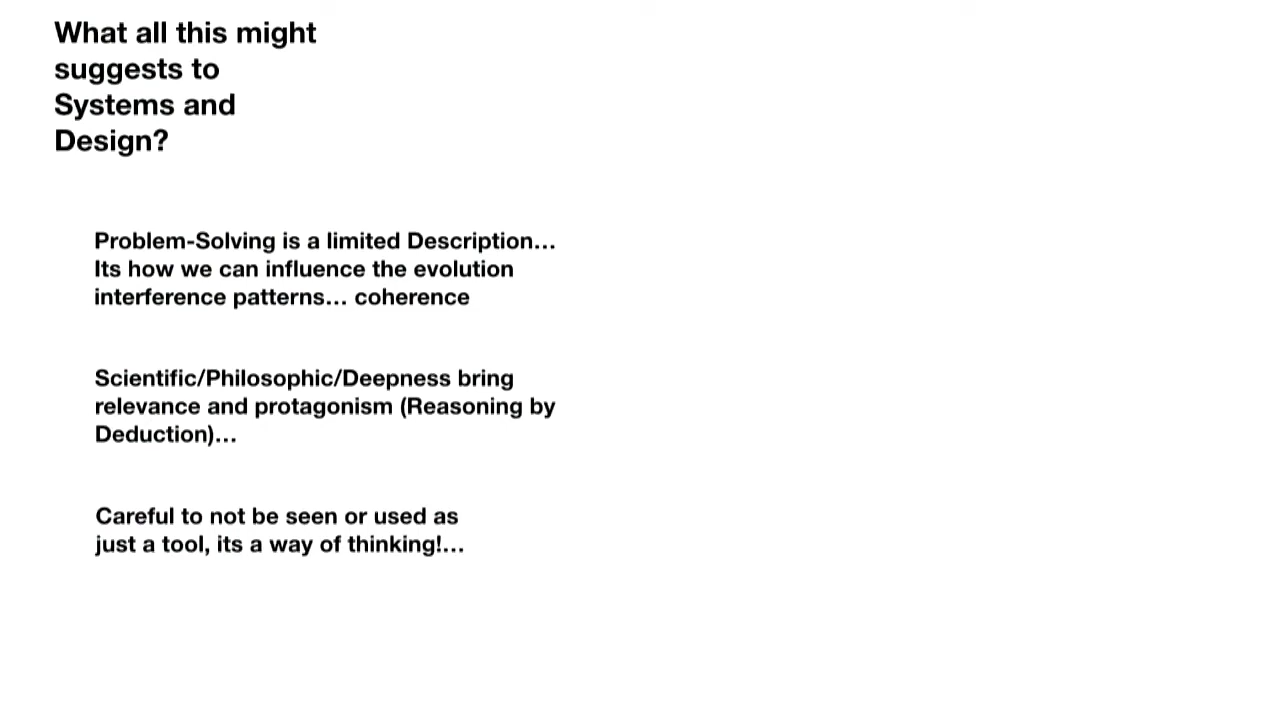 What all this might
suggests to
Systems and
Design?
Problem-Solving is a limited Description...
Its how we can influence the evolution
interference patterns... coherence
Scientific/Philosophic/Deepness bring
relevance and protagonism (Reasoning by
Deduction)...
Careful to not be seen or used as
just a tool, its a way of thinking!...